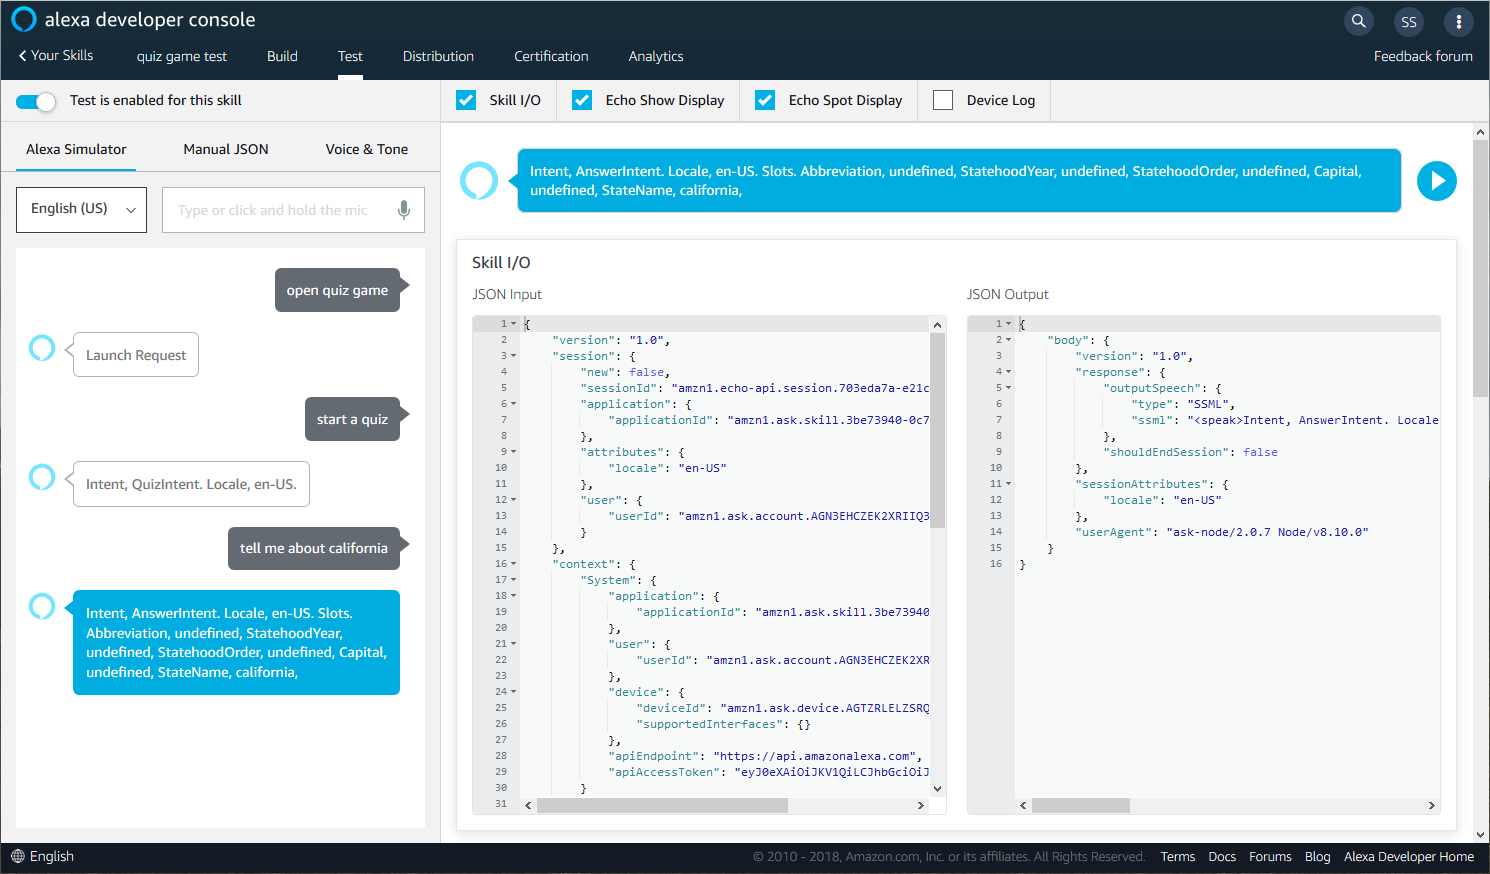 alexa developer console
SS
Your Skills
quiz game test
Build
Test
Distribution
Certification
Analytics
Feedback forum
Test is enabled for this skill
Skill I/O
Echo Show Display
Echo Spot Display
Device Log
Alexa Simulator
Manual JSON
Voice & Tone
English (US)
Type or click and hold the mic
open quiz game
Launch Request
start a quiz
Intent, QuizIntent. Locale, en-US.
tell me about california
Intent, AnswerIntent. Locale, en-US. Slots.
Abbreviation, undefined, StatehoodYear,
undefined, StatehoodOrder, undefined, Capital,
undefined, StateName, california,
Intent, AnswerIntent. Locale, en-US. Slots. Abbreviation, undefined, StatehoodYear, undefined, StatehoodOrder, undefined, Capital,
undefined, StateName, california,
Skill I/O
JSON Input
1 {
2 "version": "1.0",
3 "session": {
4 "new": false,
5 "sessionId": "amzn1.echo-api.session.703eda7a-e21c
6 "application": {
7 "applicationId": "amzn1.ask.skill.3be73940-0c7
8 },
9 "attributes": {
10 "locale": "en-US"
11 },
12 "user": {
13 "userId": "amzn1.ask.account.AGN3EHCZEK2XRIIQ3
14 }
15 },
16 "context": {
17 "System": {
18 "application": {
19 "applicationId": "amzn1.ask.skill.3be73940
20 },
21 "user": {
22 "userId": "amzn1.ask.account.AGN3EHCZEK2XR
23 },
24 "device": {
25 "deviceId": "amzn1.ask.device.AGTZRLELZSRQ
26 "supportedInterfaces": {}
27 },
28 "apiEndpoint": "https://api.amazonalexa.com",
29 "apiAccessToken": "eyJ0eXAiOiJKV1QiLCJhbGciOiJ
30 }
31
JSON Output
1 {
2 "body": {
3 "version": "1.0",
4 "response": {
5 "outputSpeech": {
6 "type": "SSML",
7 "ssml": "<speak>Intent, AnswerIntent. Locale
8 },
9 "shouldEndSession": false
10 },
11 "sessionAttributes": {
12 "locale": "en-US"
13 },
14 "userAgent": "ask-node/2.0.7 Node/v8.10.0"
15 }
16 }
English
© 2010 - 2018, Amazon.com, Inc. or its affiliates. All Rights Reserved.
Terms
Docs
Forums
Blog
Alexa Developer Home